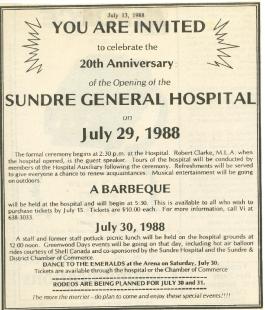 July 13, 1988
YOU ARE INVITED
to celebrate the
20th Anniversary
of the Opening of the
SUNDRE GENERAL HOSPITAL
on
July 29, 1988
The formal ceremony begins at 2:30 p.m. at the Hospital. Robert Clarke, M.L.A. when
the hospital opened, is the guest speaker. Tours of the hospital will be conducted by
members of the Hospital Auxiliary following the ceremony. Refreshments will be served
to give everyone a chance to renew acquaintances. Musical entertainment will be going
on outdoors.
A BARBEQUE
will be held at the hospital and will begin at 5:30. This is available to all who wish to
purchase tickets by July 15. Tickets are $10.00 each. For more information, call Vi at
638-3033.
July 30, 1988
A staff and former staff potluck picnic lunch will be held on the hospital grounds at
12:00 noon. Greenwood Days events will be going on that day, including hot air balloon
rides courtesy of Shell Canada and co-sponsored by the Sundre Hospital and the Sundre &
District Chamber of Commerce.
DANCE TO THE EMERALDS at the Arena on Saturday, July 30.
Tickets are available through the hospital or the Chamber of Commerce
RODEOS ARE BEING PLANNED FOR JULY 30 and 31.
The more the merrier - do plan to come and enjoy these special events!!!!